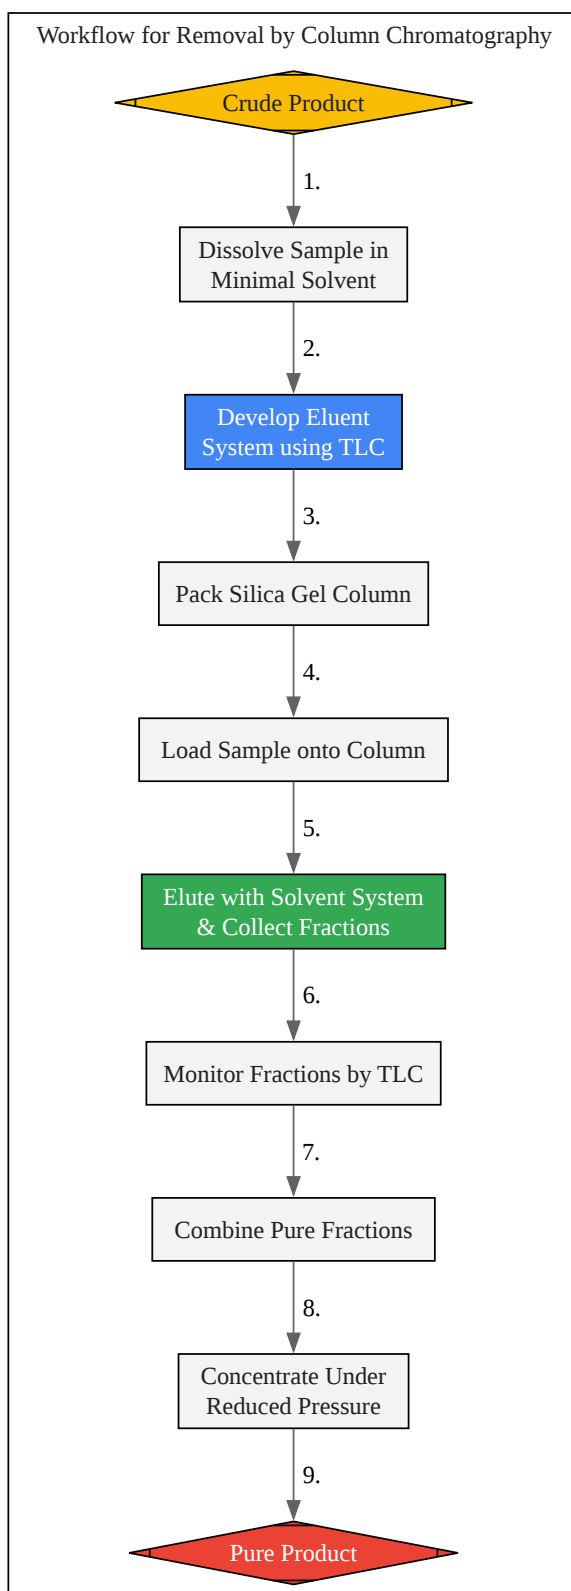 Workflow for Removal by Column Chromatography
Crude Product
1.
Dissolve Sample in
Minimal Solvent
2.
Develop Eluent
System using TLC
3.
Pack Silica Gel Column
4.
Load Sample onto Column
5.
Elute with Solvent System
& Collect Fractions
6.
Monitor Fractions by TLC
7.
Combine Pure Fractions
8.
Concentrate Under
Reduced Pressure
9.
Pure Product